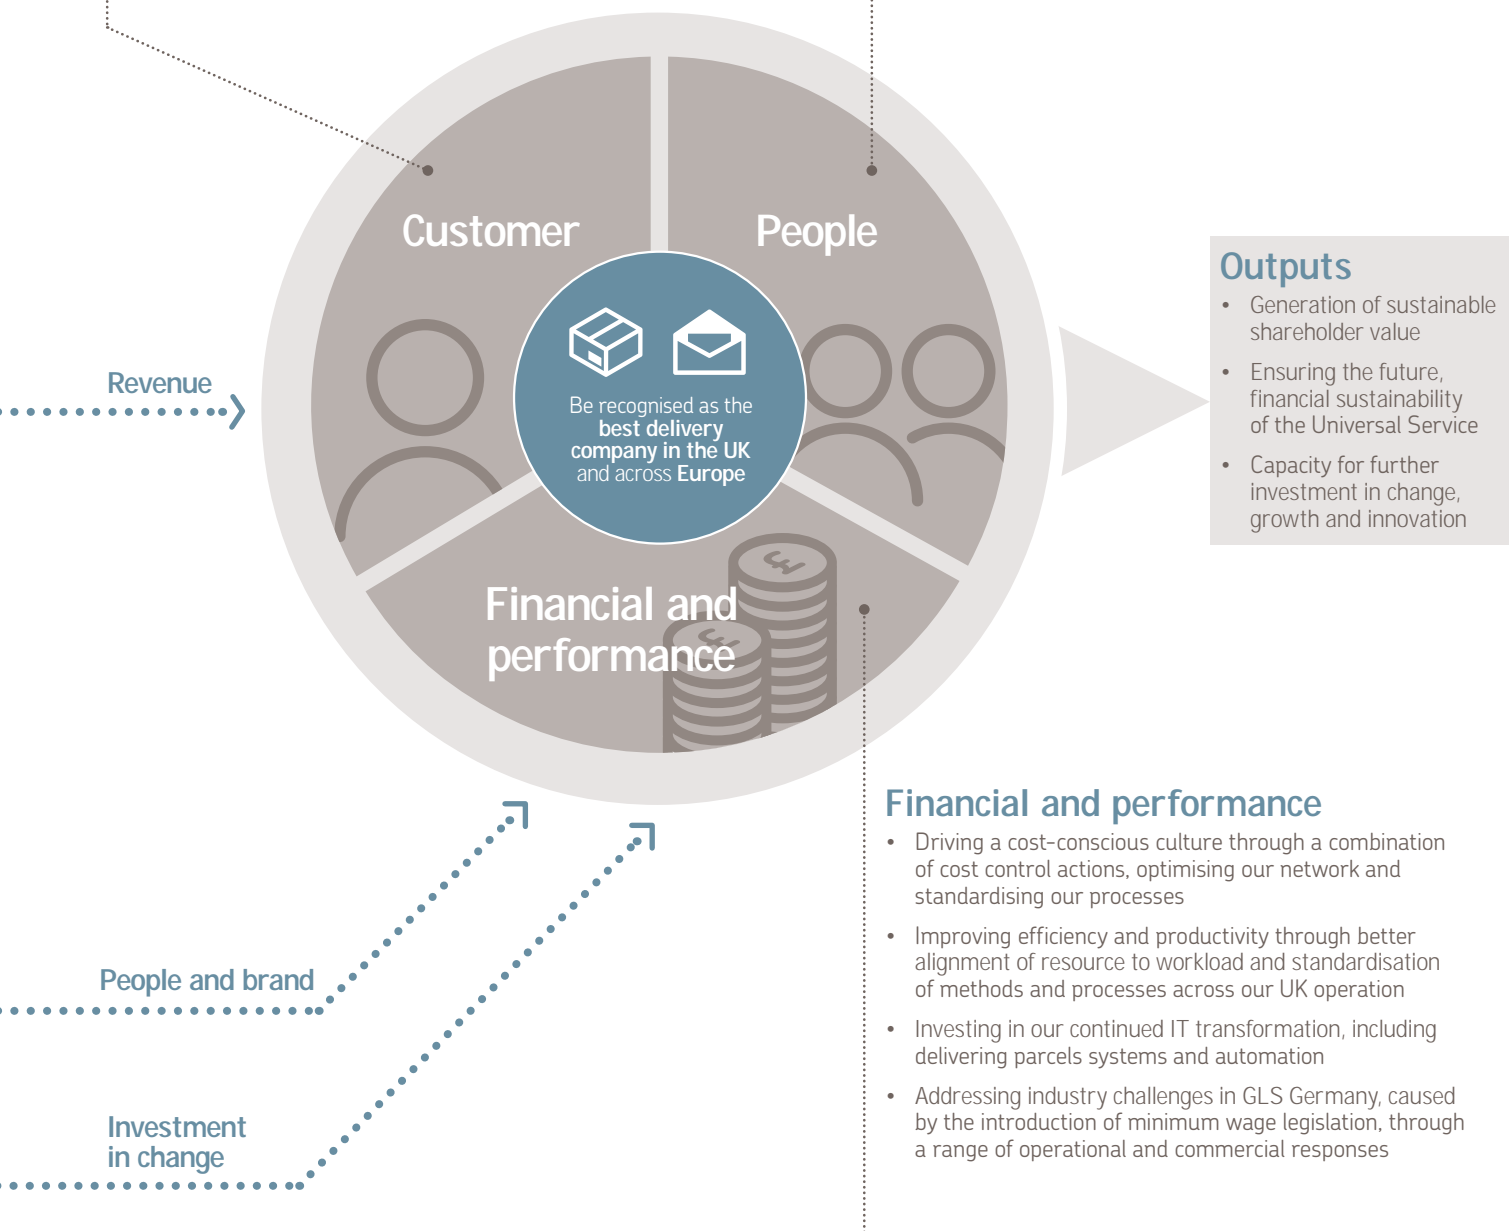 Customer
People
Be recognised as the
best delivery
company in the UK
and across Europe
Financial and
performance
Revenue
People and brand
Investment
in change
Outputs
• Generation of sustainable
shareholder value
• Ensuring the future,
financial sustainability
of the Universal Service
• Capacity for further
investment in change,
growth and innovation
Financial and performance
• Driving a cost-conscious culture through a combination
of cost control actions, optimising our network and
standardising our processes
• Improving efficiency and productivity through better
alignment of resource to workload and standardisation
of methods and processes across our UK operation
• Investing in our continued IT transformation, including
delivering parcels systems and automation
• Addressing industry challenges in GLS Germany, caused
by the introduction of minimum wage legislation, through
a range of operational and commercial responses